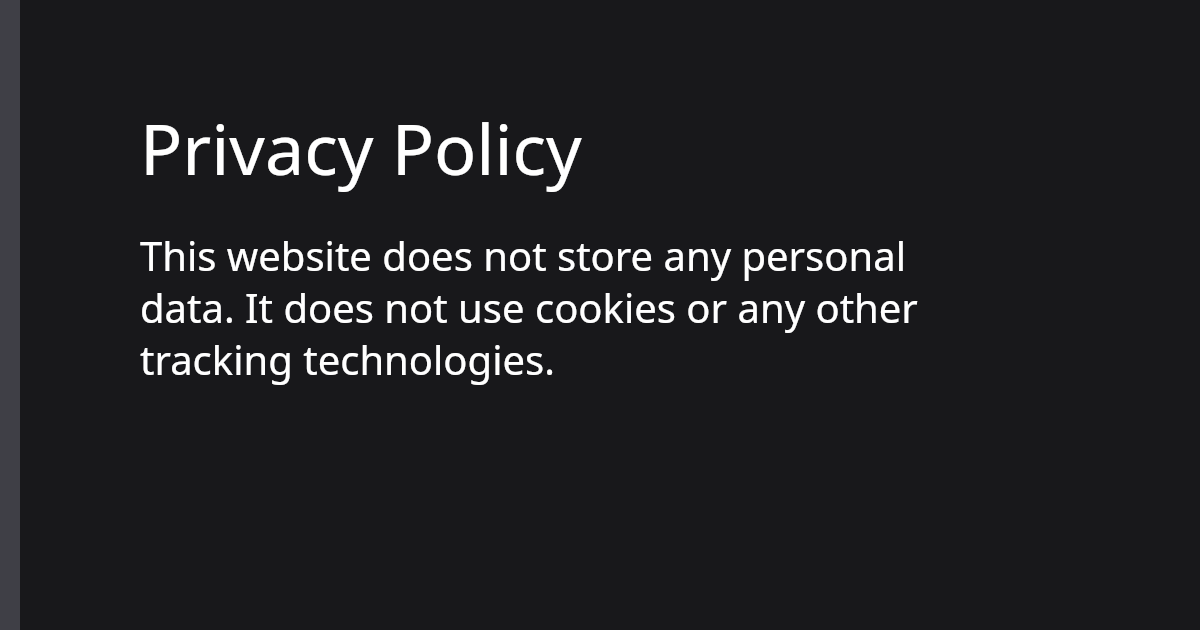 Privacy Policy
This website does not store any personal
data. It does not use cookies or any other
tracking technologies.